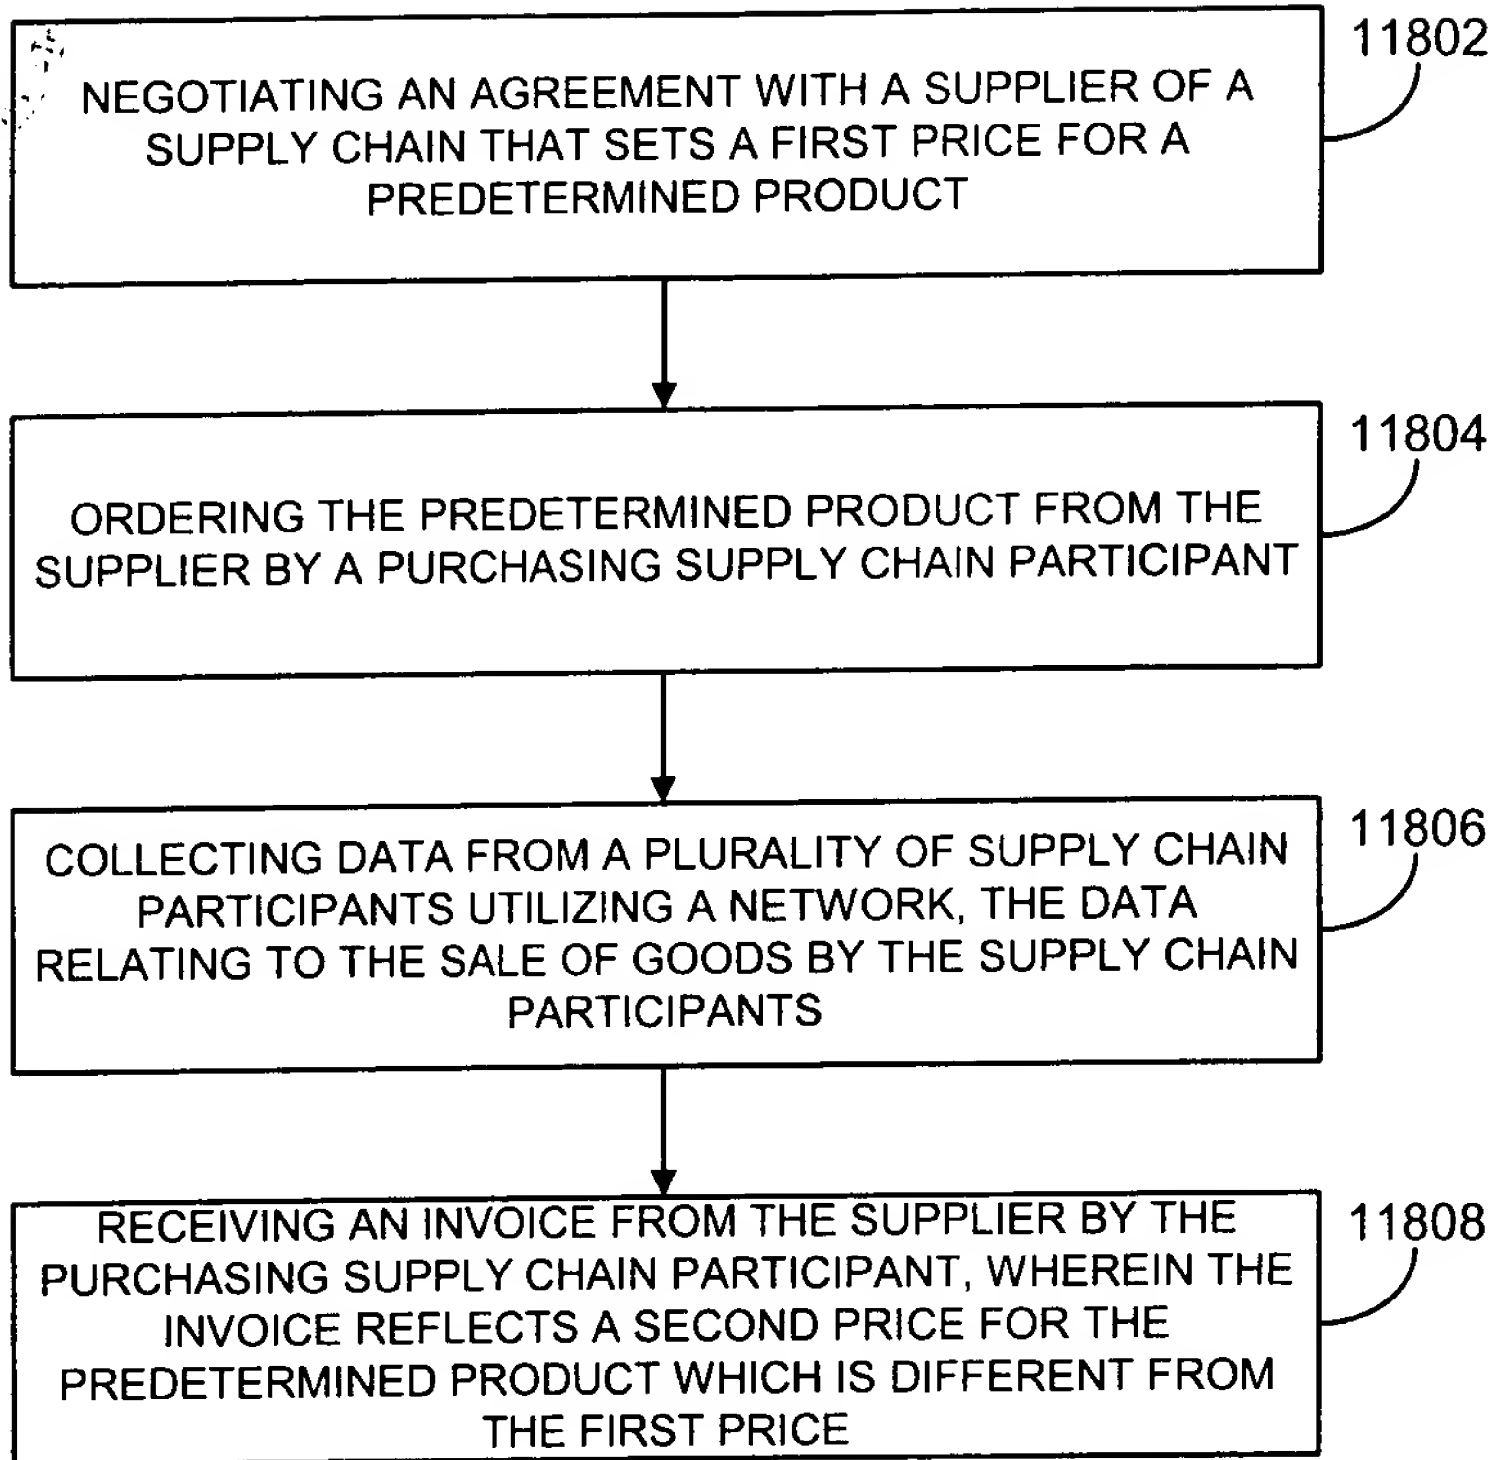 11802
NEGOTIATING AN AGREEMENT WITH A SUPPLIER OF A
SUPPLY CHAIN THAT SETS A FIRST PRICE FOR A
PREDETERMINED PRODUCT
11804
ORDERING THE PREDETERMINED PRODUCT FROM THE
SUPPLIER BY A PURCHASING SUPPLY CHAIN PARTICIPANT
11806
COLLECTING DATA FROM A PLURALITY OF SUPPLY CHAIN
PARTICIPANTS UTILIZING A NETWORK, THE DATA
RELATING TO THE SALE OF GOODS BY THE SUPPLY CHAIN
PARTICIPANTS
11808
RECEIVING AN INVOICE FROM THE SUPPLIER BY THE
PURCHASING SUPPLY CHAIN PARTICIPANT, WHEREIN THE
INVOICE REFLECTS A SECOND PRICE FOR THE
PREDETERMINED PRODUCT WHICH IS DIFFERENT FROM
THE FIRST PRICE